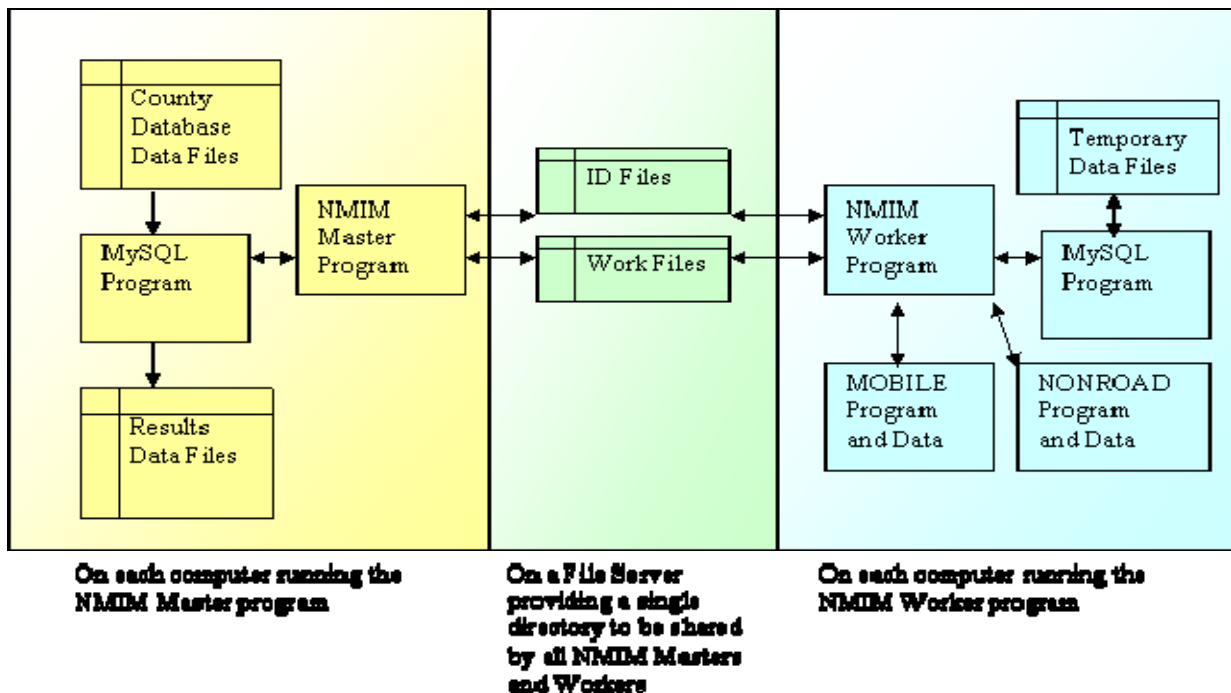 County
Database
Data Files
MySQL
Program
Results
Data Files
NMIM
Master
Program
ID Files
Work Files
NMIM
Worker
Program
Temporary
Data Files
MySQL
Program
MOBILE
Program
and Data
NONROAD
Program
and Data
On each computer running the
NMIM Master program
On a File Server
providing a single
directory to be shared
by all NMIM Masters
and Workers
On each computer running the
NMIM Worker program